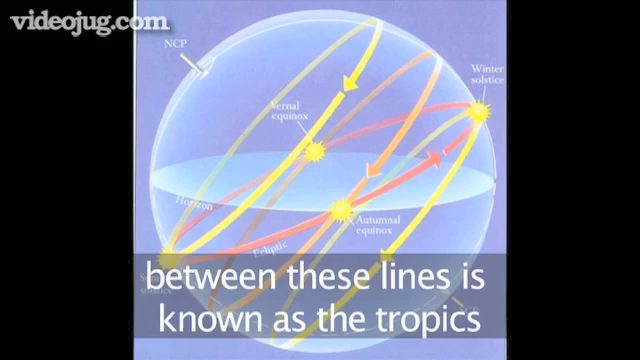 videojug.com
NCP
Winter
solstice
Vernal
equinox
Horizon
Autumnal
equinox
Ecliptic
between these lines is
known as the tropics